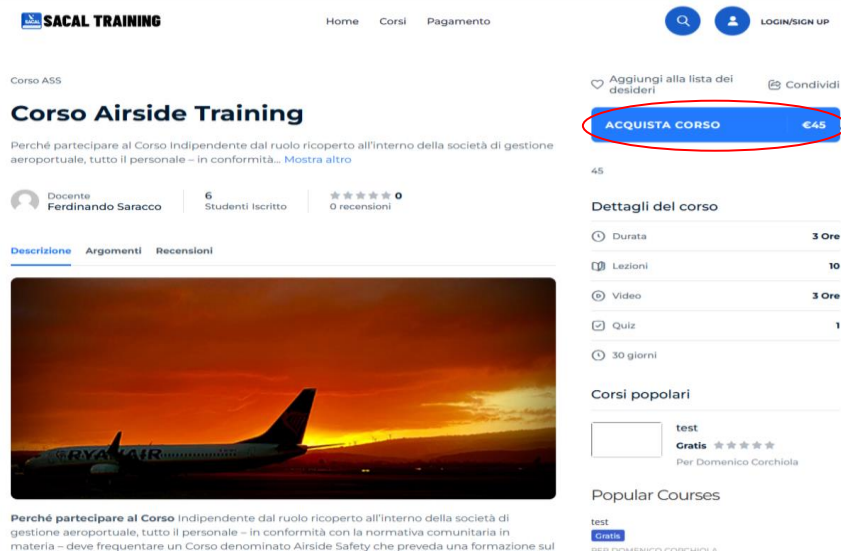 SACAL
SACAL TRAINING
Home
Corsi
Pagamento
LOGIN/SIGN UP
Corso ASS
Corso Airside Training
Perché partecipare al Corso Indipendente dal ruolo ricoperto all'interno della società di gestione
aeroportuale, tutto il personale – in conformità... Mostra altro
Docente
Ferdinando Saracco
6
Studenti Iscritto
0
0 recensioni
Descrizione
Argomenti
Recensioni
RYANAIR
Perché partecipare al Corso Indipendente dal ruolo ricoperto all'interno della società di
gestione aeroportuale, tutto il personale – in conformità con la normativa comunitaria in
materia – deve frequentare un Corso denominato Airside Safety che preveda una formazione sul
Aggiungi alla lista dei
desideri
Condividi
ACQUISTA CORSO €45
45
Dettagli del corso
Durata 3 Ore
Lezioni 10
Video 3 Ore
Quiz 1
30 giorni
Corsi popolari
test
Gratis
Per Domenico Corchiola
Popular Courses
test
Gratis
PER DOMENICO CORCHIOLA